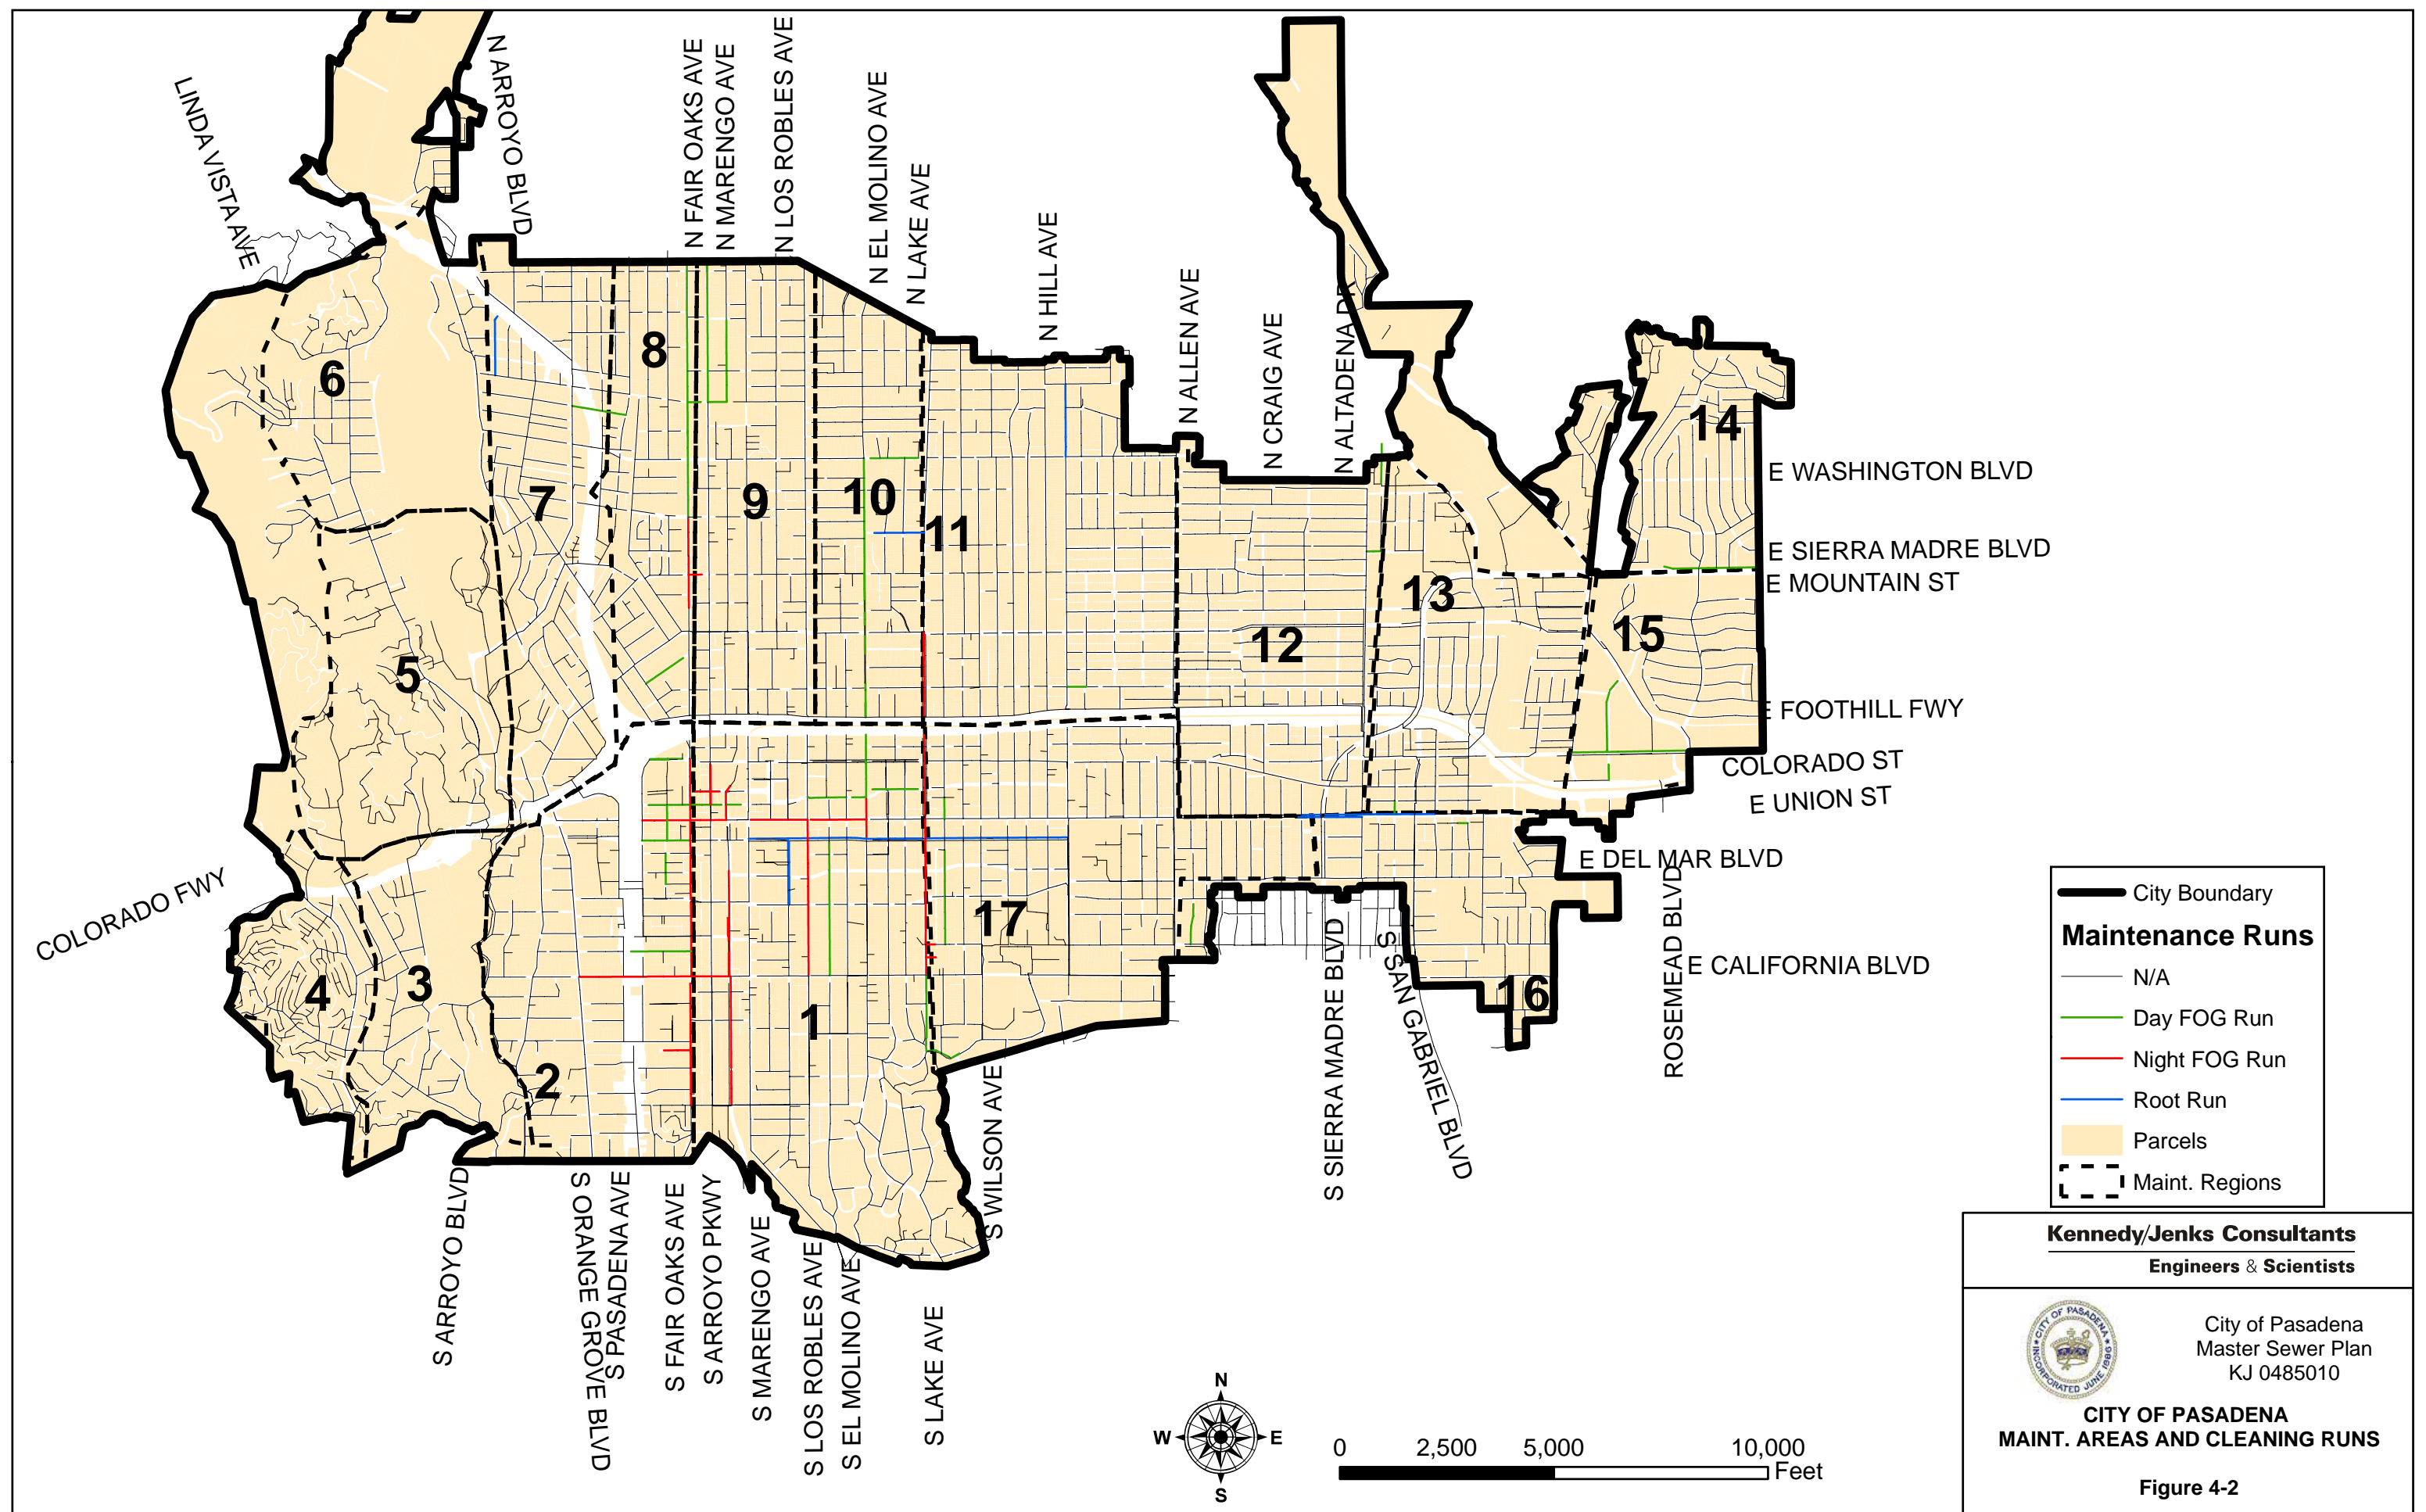 LINDA VISTA AVE
N ARROYO BLVD
N FAIR OAKS AVE
N MARENGO AVE
N LOS ROBLES AVE
N EL MOLINO AVE
N LAKE AVE
N HILL AVE
N ALLEN AVE
N CRAIG AVE
N ALTADENA DR
6
8
14
7
9
10
11
13
12
15
5
4
3
2
1
17
16
E WASHINGTON BLVD
E SIERRA MADRE BLVD
E MOUNTAIN ST
E FOOTHILL FWY
COLORADO ST
E UNION ST
E DEL MAR BLVD
E CALIFORNIA BLVD
ROSEMEAD BLVD
COLORADO FWY
S ARROYO BLVD
S ORANGE GROVE BLVD
S PASADENA AVE
S FAIR OAKS AVE
S ARROYO PKWY
S MARENGO AVE
S LOS ROBLES AVE
S EL MOLINO AVE
S LAKE AVE
S WILSON AVE
S SIERRA MADRE BLVD
S SAN GABRIEL BLVD
City Boundary
Maintenance Runs
N/A
Day FOG Run
Night FOG Run
Root Run
Parcels
Maint. Regions
Kennedy/Jenks Consultants
Engineers & Scientists
CITY OF PASADENA
INCORPORATED JUNE 1886
City of Pasadena
Master Sewer Plan
KJ 0485010
CITY OF PASADENA
MAINT. AREAS AND CLEANING RUNS
Figure 4-2
N
W E
S
0 2,500 5,000 10,000
Feet